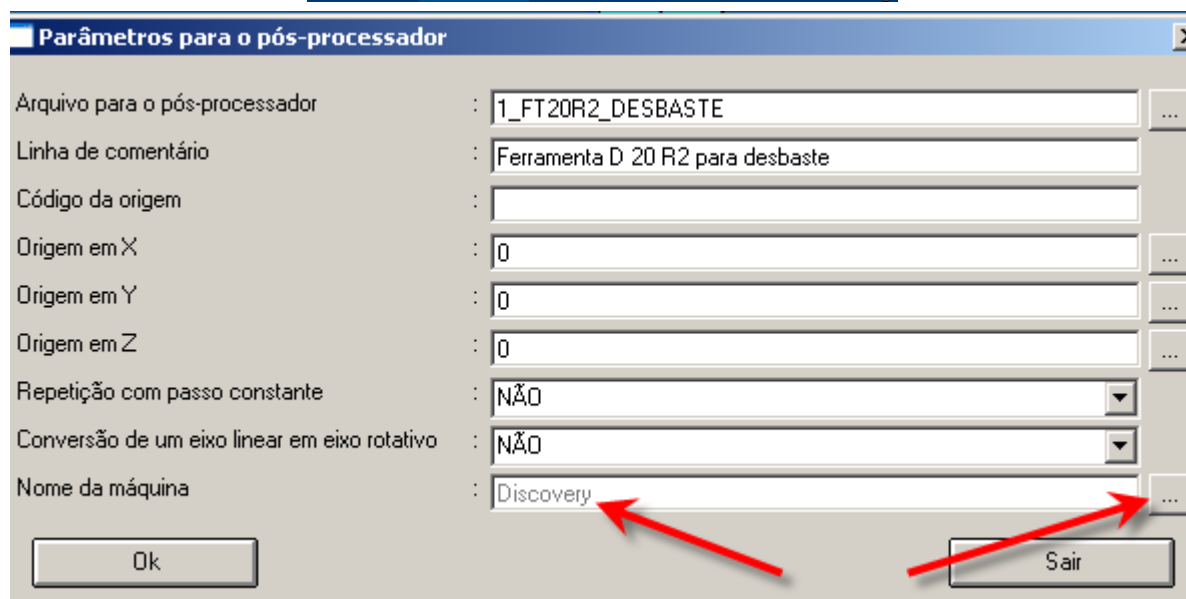 Parâmetros para o pós-processador
Arquivo para o pós-processador : 1_FT20R2_DESBASTE ...
Linha de comentário : Ferramenta D 20 R2 para desbaste
Código da origem :
Origem em X : 0 ...
Origem em Y : 0 ...
Origem em Z : 0 ...
Repetição com passo constante : NÃO
Conversão de um eixo linear em eixo rotativo : NÃO
Nome da máquina : Discovery ...
Ok Sair